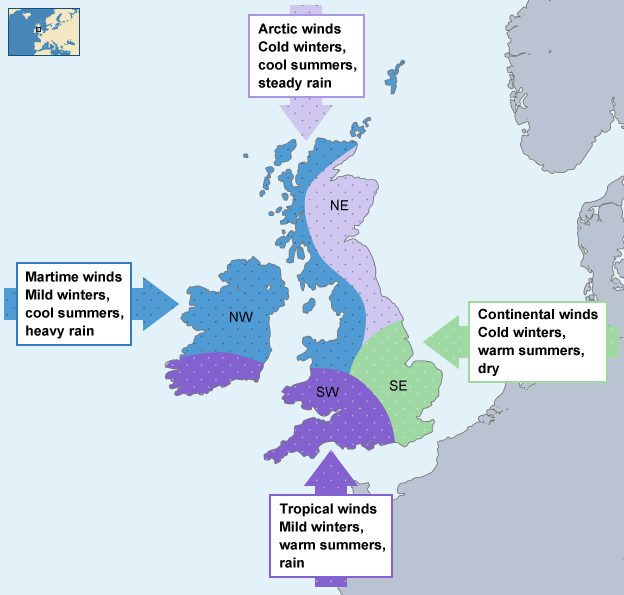 Arctic winds
Cold winters,
cool summers,
steady rain
NE
Martime winds
Mild winters,
cool summers,
heavy rain
NW
Continental winds
Cold winters,
warm summers,
dry
SW
SE
Tropical winds
Mild winters,
warm summers,
rain